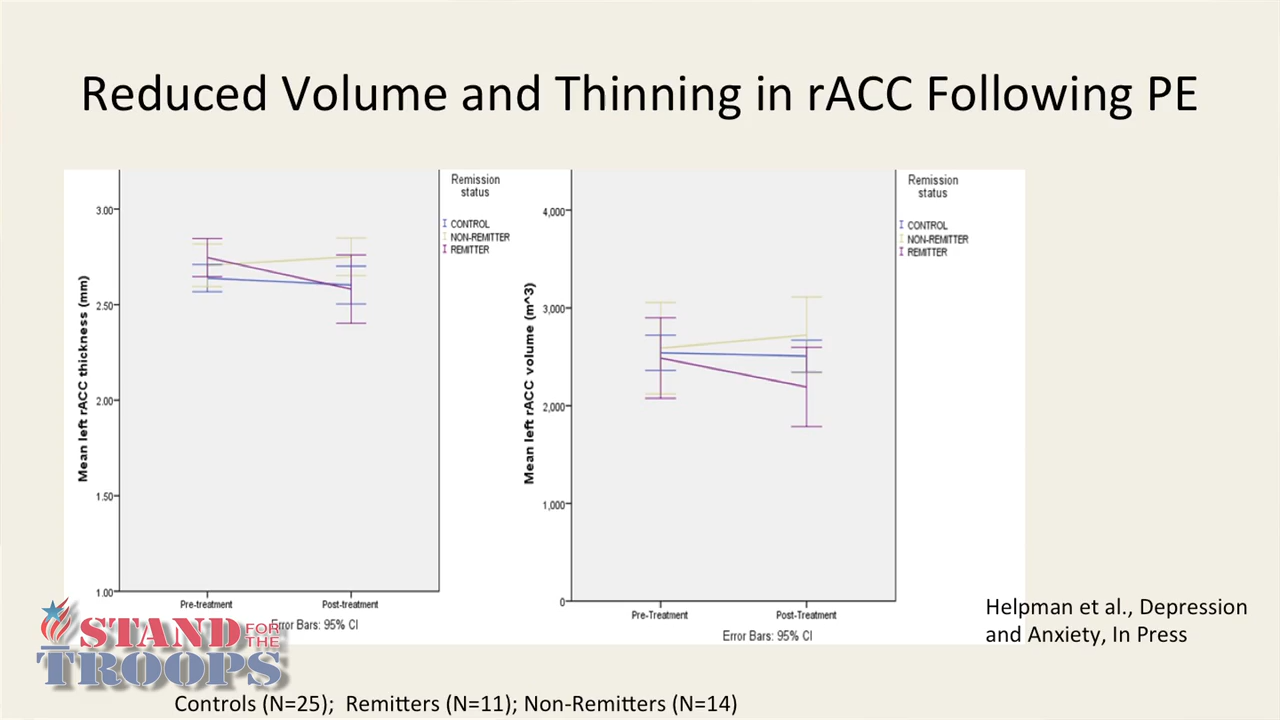 Reduced Volume and Thinning in rACC Following PE
Mean left rACC thickness (mm)
3.00
2.50
2.00
1.50
1.00
Pre-treatment
Post-treatment
Error Bars: 95% CI
Remission
status
CONTROL
NON-REMITTER
REMITTER
Mean left rACC volume (m^3)
4,000
3,000
2,000
1,000
0
Pre-Treatment
Post-Treatment
Error Bars: 95% CI
Remission
status
CONTROL
NON-REMITTER
REMITTER
Helpman et al., Depression
and Anxiety, In Press
STAND FOR THE
TROOPS
Controls (N=25); Remitters (N=11); Non-Remitters (N=14)